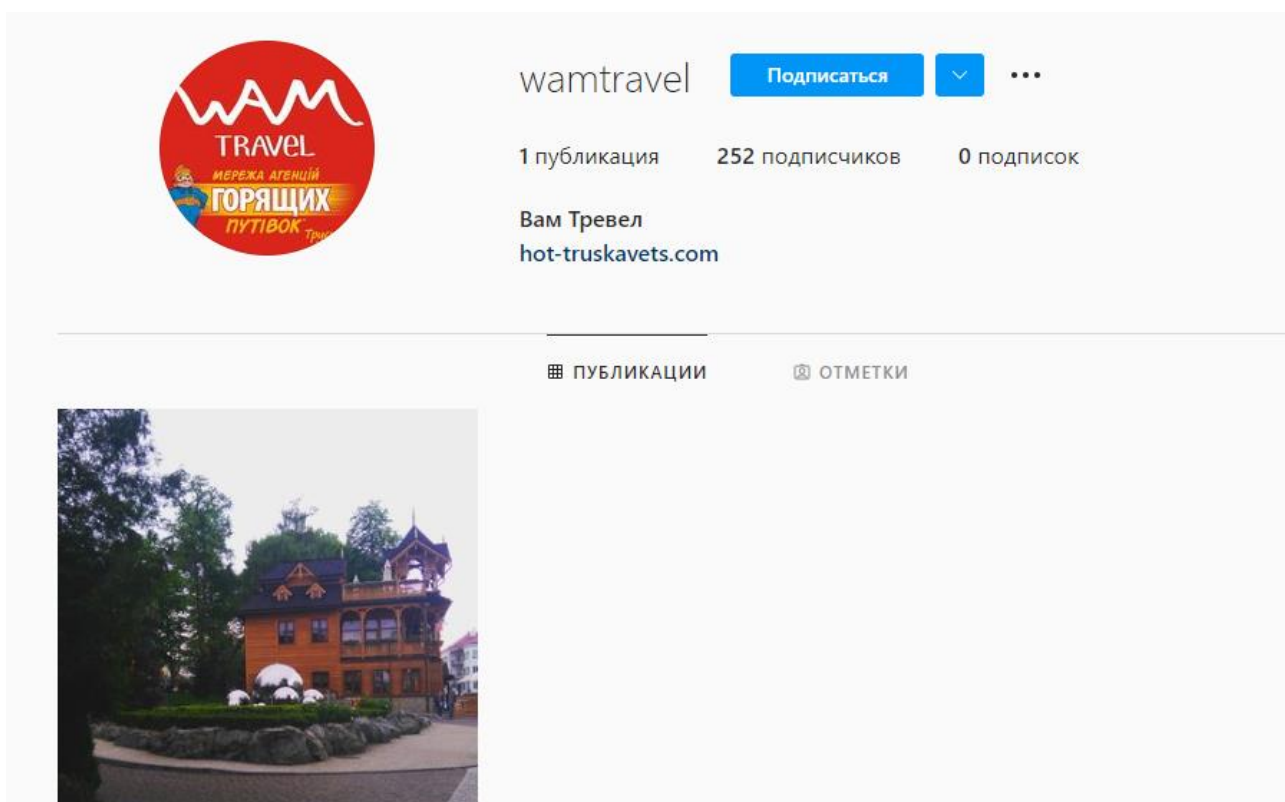 WAM
TRAVEL
МЕРЕЖА АГЕНЦІЙ
ГОРЯЩИХ
ПУТІВОК
wamtravel
Подписаться
1 публикация 252 подписчиков 0 подписок
Вам Тревел
hot-truskavets.com
ПУБЛИКАЦИИ ОТМЕТКИ